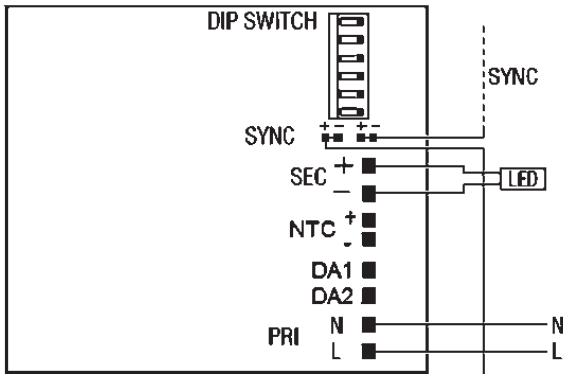 DIP SWITCH
SYNC
+ - + -
SYNC
SEC + -
LED
NTC + -
DA1
DA2
PRI N L
N
L